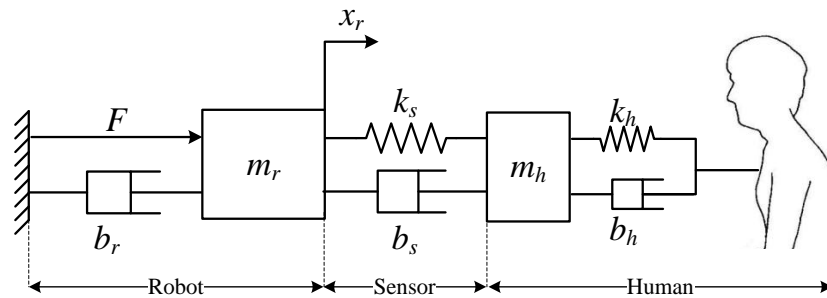 x_r
F
k_s
k_h
m_r
m_h
b_r
b_s
b_h
Robot
Sensor
Human